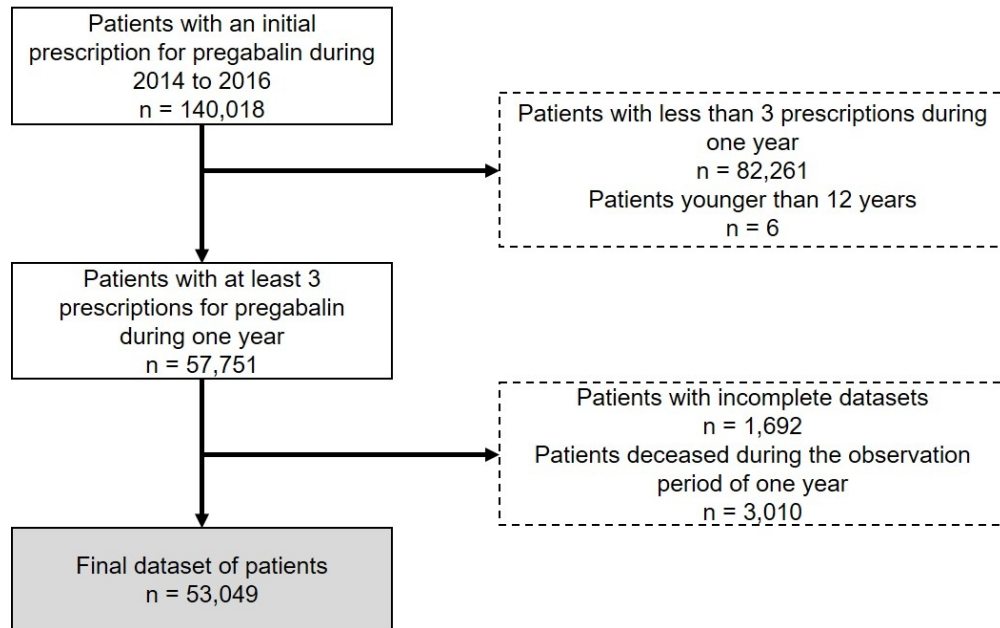 Patients with an initial
prescription for pregabalin during
2014 to 2016
n = 140,018
Patients with less than 3 prescriptions during
one year
n = 82,261
Patients younger than 12 years
n = 6
Patients with at least 3
prescriptions for pregabalin
during one year
n = 57,751
Patients with incomplete datasets
n = 1,692
Patients deceased during the observation
period of one year
n = 3,010
Final dataset of patients
n = 53,049